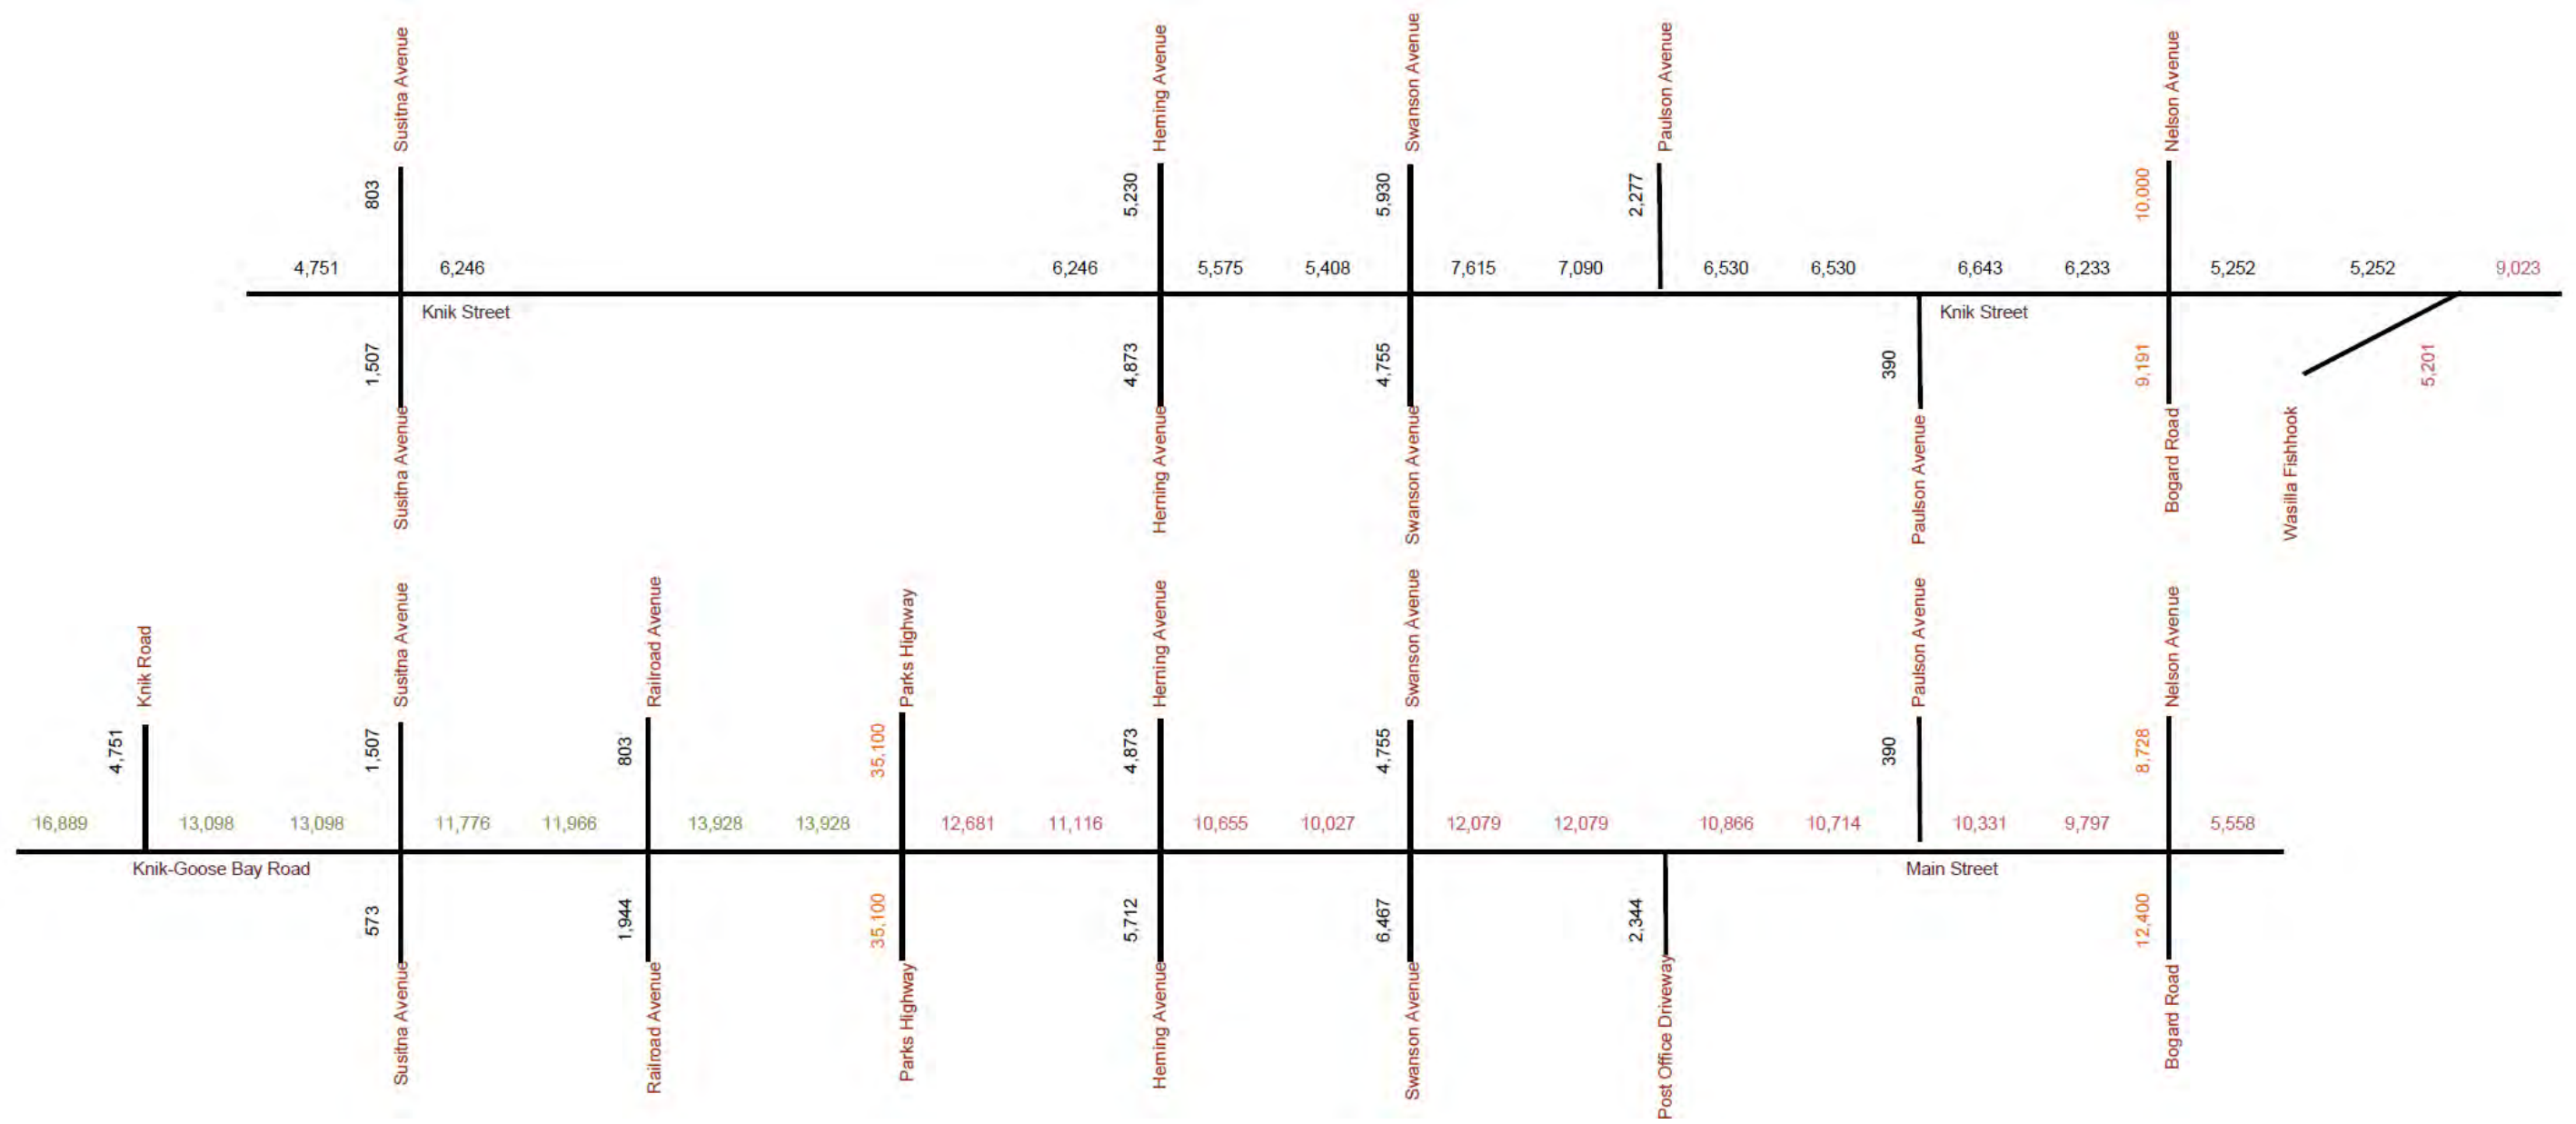 Susitna Avenue
Herning Avenue
Swanson Avenue
Paulson Avenue
Nelson Avenue
803
5,230
5,930
2,277
10,000
4,751 6,246 6,246 5,575 5,408 7,615 7,090 6,530 6,530 6,643 6,233 5,252 5,252 9,023
Knik Street Knik Street
1,507
4,873
4,755
390
9,191
5,201
Susitna Avenue
Herning Avenue
Swanson Avenue
Paulson Avenue
Bogard Road
Wasilla Fishhook
Knik Road
Susitna Avenue
Railroad Avenue
Parks Highway
Herning Avenue
Swanson Avenue
Paulson Avenue
Nelson Avenue
4,751
1,507
803
35,100
4,873
4,755
390
8,728
16,889 13,098 13,098 11,776 11,966 13,928 13,928 12,681 11,116 10,655 10,027 12,079 12,079 10,866 10,714 10,331 9,797 5,558
Knik-Goose Bay Road Main Street
573
1,944
35,100
5,712
6,467
2,344
12,400
Susitna Avenue
Railroad Avenue
Parks Highway
Herning Avenue
Swanson Avenue
Post Office Driveway
Bogard Road